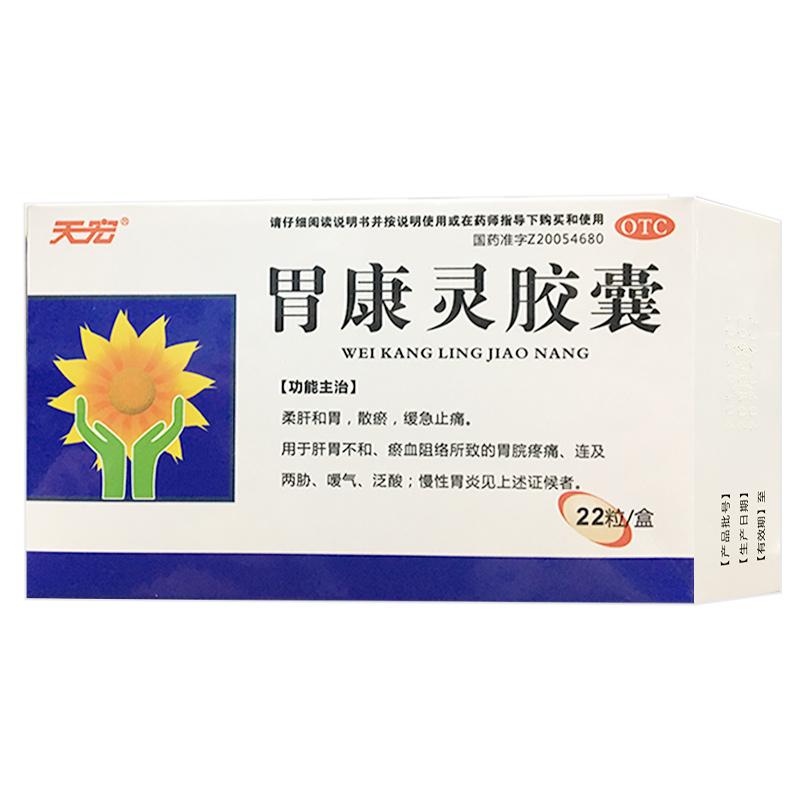 天宏®
请仔细阅读说明书并按说明使用或在药师指导下购买和使用
国药准字Z20054680
OTC
胃康灵胶囊
WEI KANG LING JIAO NANG
【功能主治】
柔肝和胃，散瘀，缓急止痛。
用于肝胃不和、瘀血阻络所致的胃脘疼痛、连及
两胁、嗳气、泛酸；慢性胃炎见上述证候者。
22粒/盒
【产品批号】
【生产日期】
【有效期】至